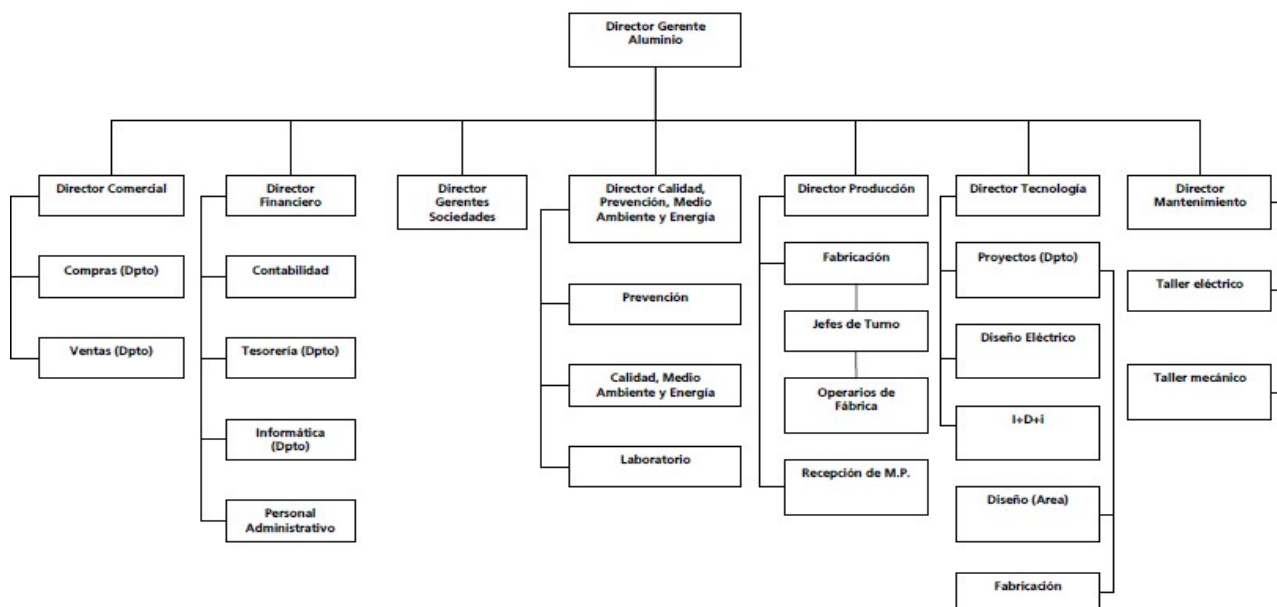 Director Gerente
Aluminio
Director Comercial
Director
Financiero
Director
Gerentes
Sociedades
Director Calidad,
Prevención, Medio
Ambiente y Energía
Director Producción
Director Tecnología
Director
Mantenimiento
Compras (Dpto)
Contabilidad
Prevención
Fabricación
Proyectos (Dpto)
Taller eléctrico
Ventas (Dpto)
Tesorería (Dpto)
Calidad, Medio
Ambiente y Energía
Jefes de Turno
Diseño Eléctrico
Taller mecánico
Informática
(Dpto)
Laboratorio
Operarios de
Fábrica
I+D+i
Personal
Administrativo
Recepción de M.P.
Diseño (Area)
Fabricación